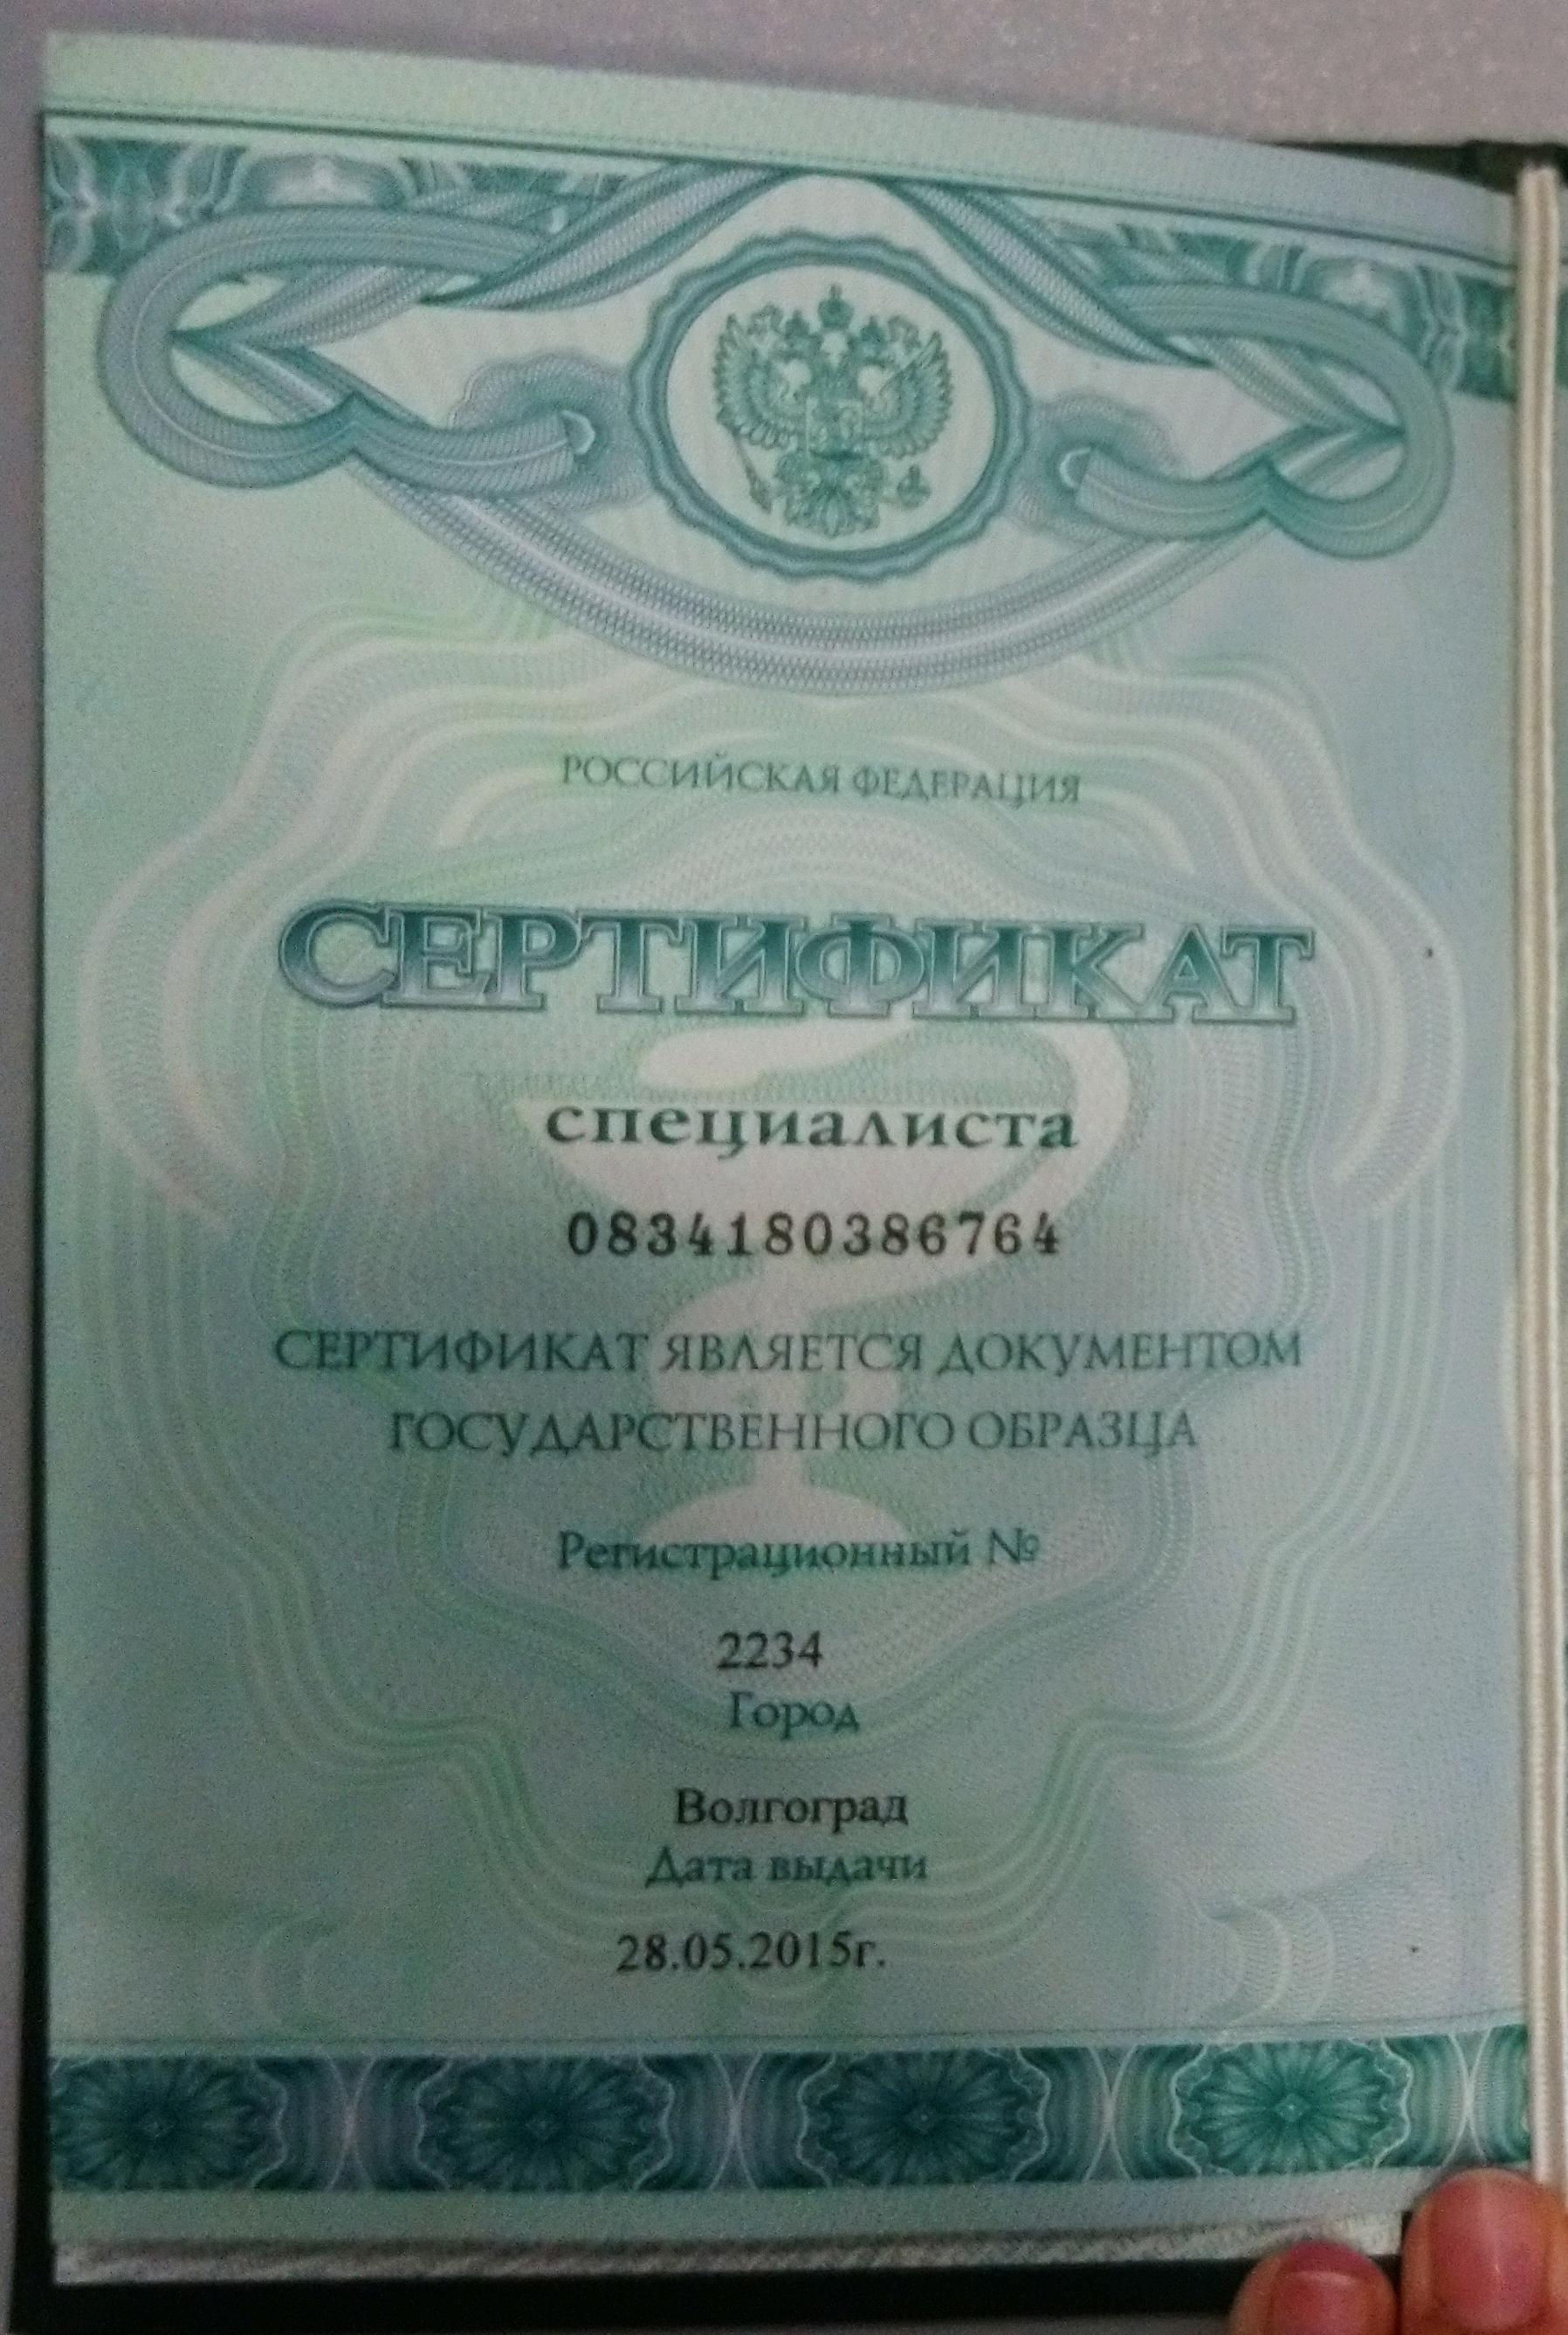 РОССИЙСКАЯ ФЕДЕРАЦИЯ
СЕРТИФИКАТ
специалиста
0834180386764
СЕРТИФИКАТ ЯВЛЯЕТСЯ ДОКУМЕНТОМ
ГОСУДАРСТВЕННОГО ОБРАЗЦА
Регистрационный №
2234
Город
Волгоград
Дата выдачи
28.05.2015г.